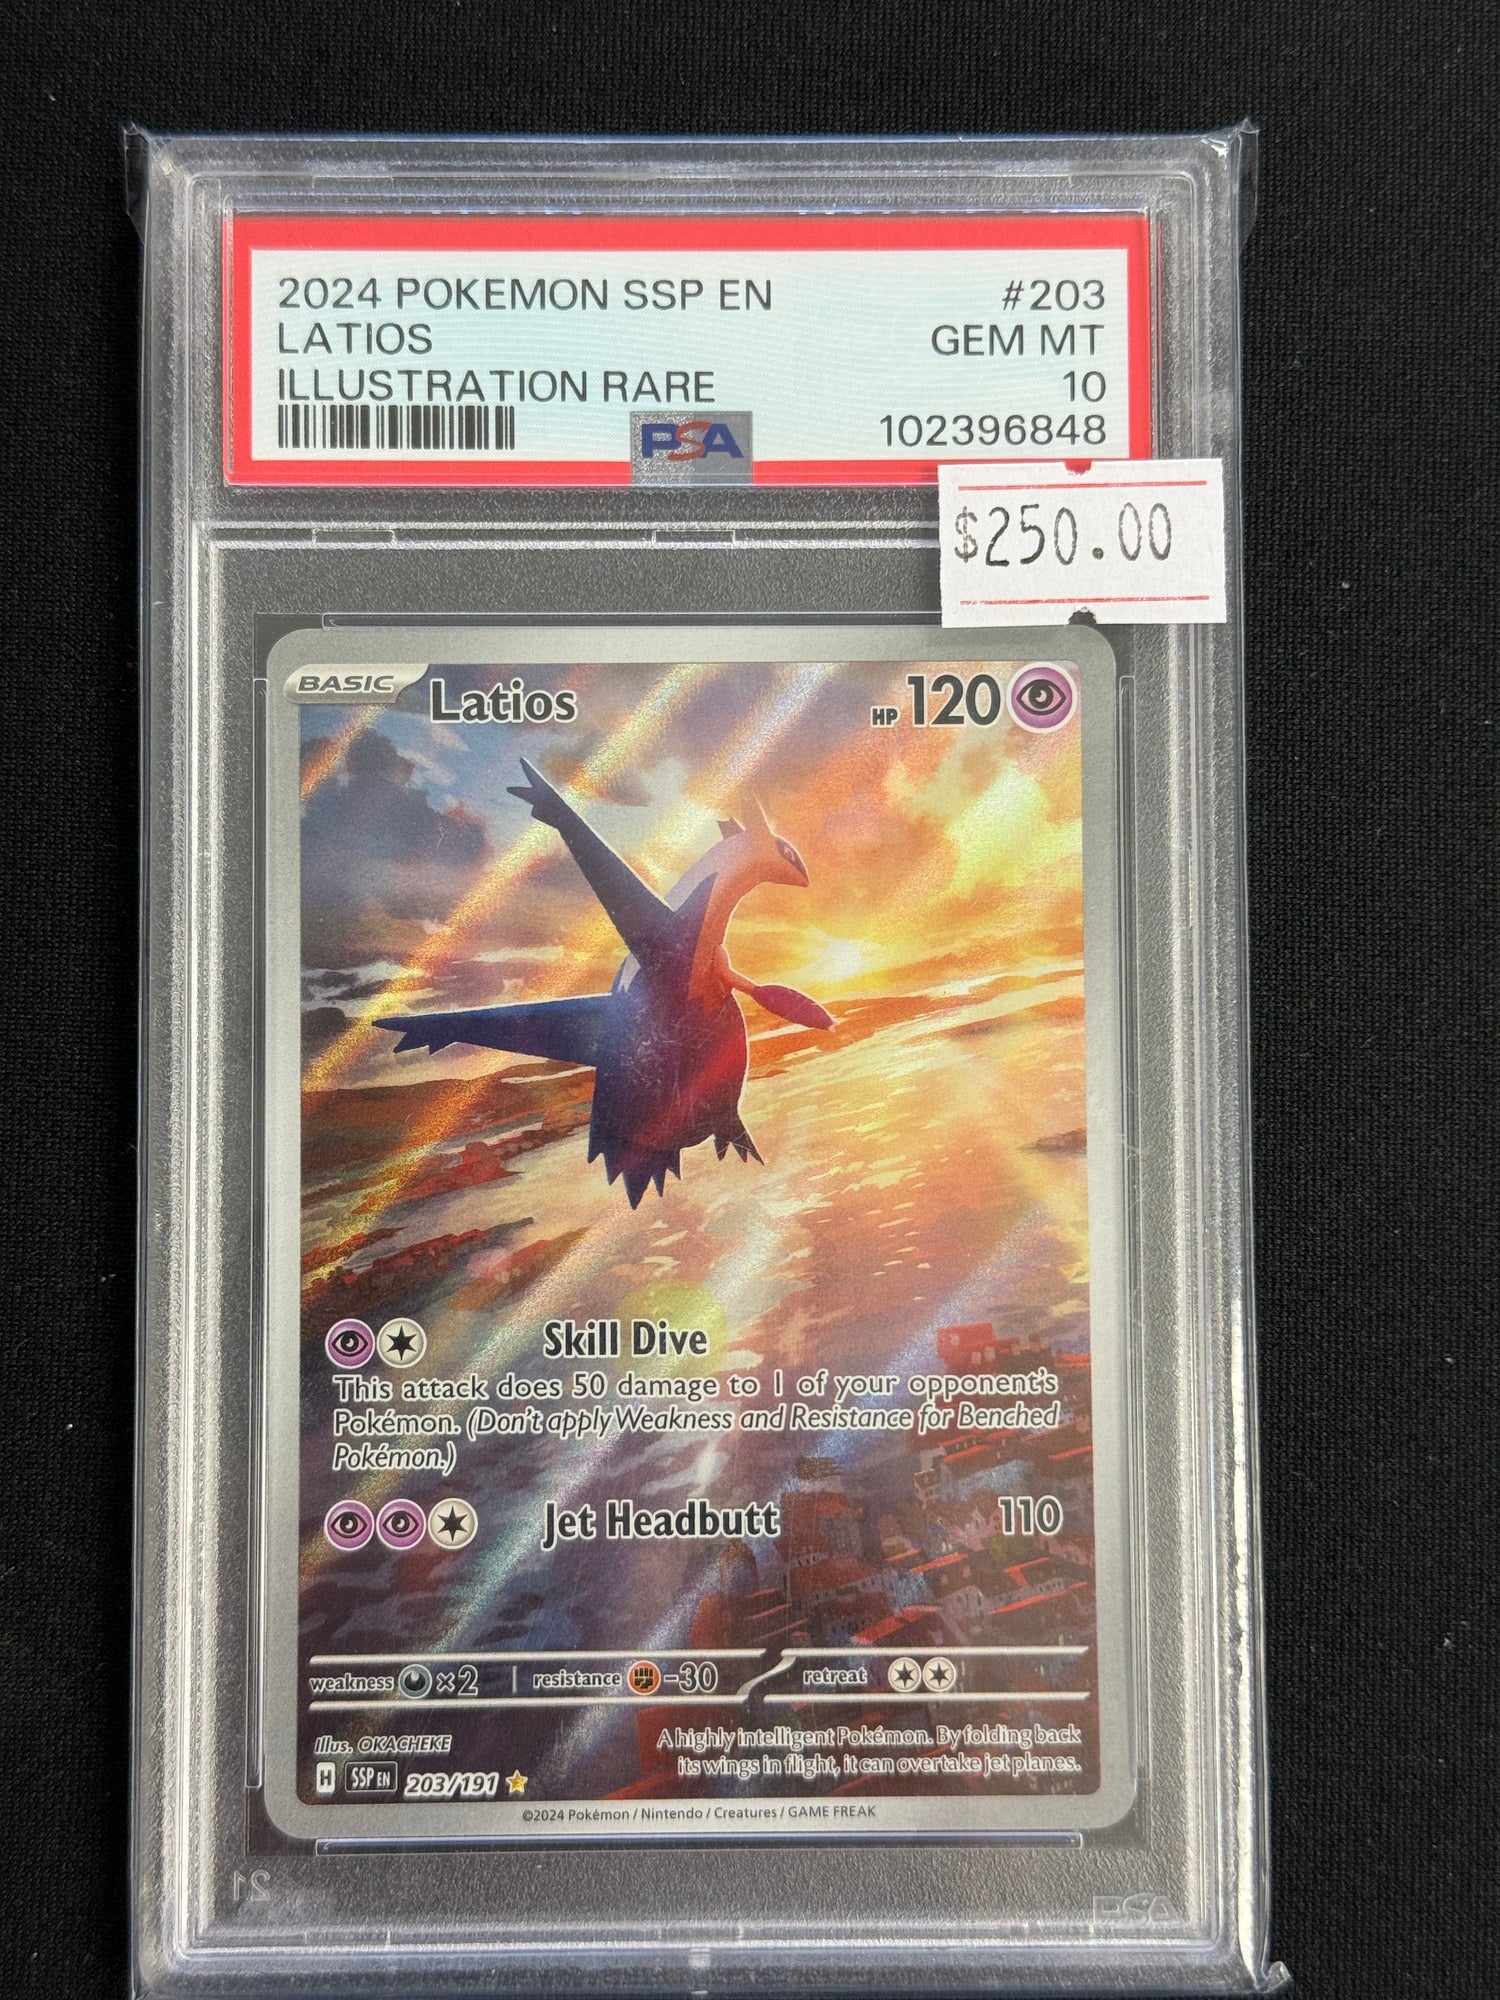 2024 POKEMON SSP EN #203
LATIOS GEM MT
ILLUSTRATION RARE 10
PSA 102396848
$250.00
BASIC Latios HP 120
Skill Dive
This attack does 50 damage to 1 of your opponent's
Pokémon. (Don't apply Weakness and Resistance for Benched
Pokémon.)
Jet Headbutt 110
weakness ×2 resistance -30 retreat
Illus. OKACHEKE
A highly intelligent Pokémon. By folding back
its wings in flight, it can overtake jet planes.
H SSP EN 203/191
©2024 Pokémon / Nintendo / Creatures / GAME FREAK
21 PSA